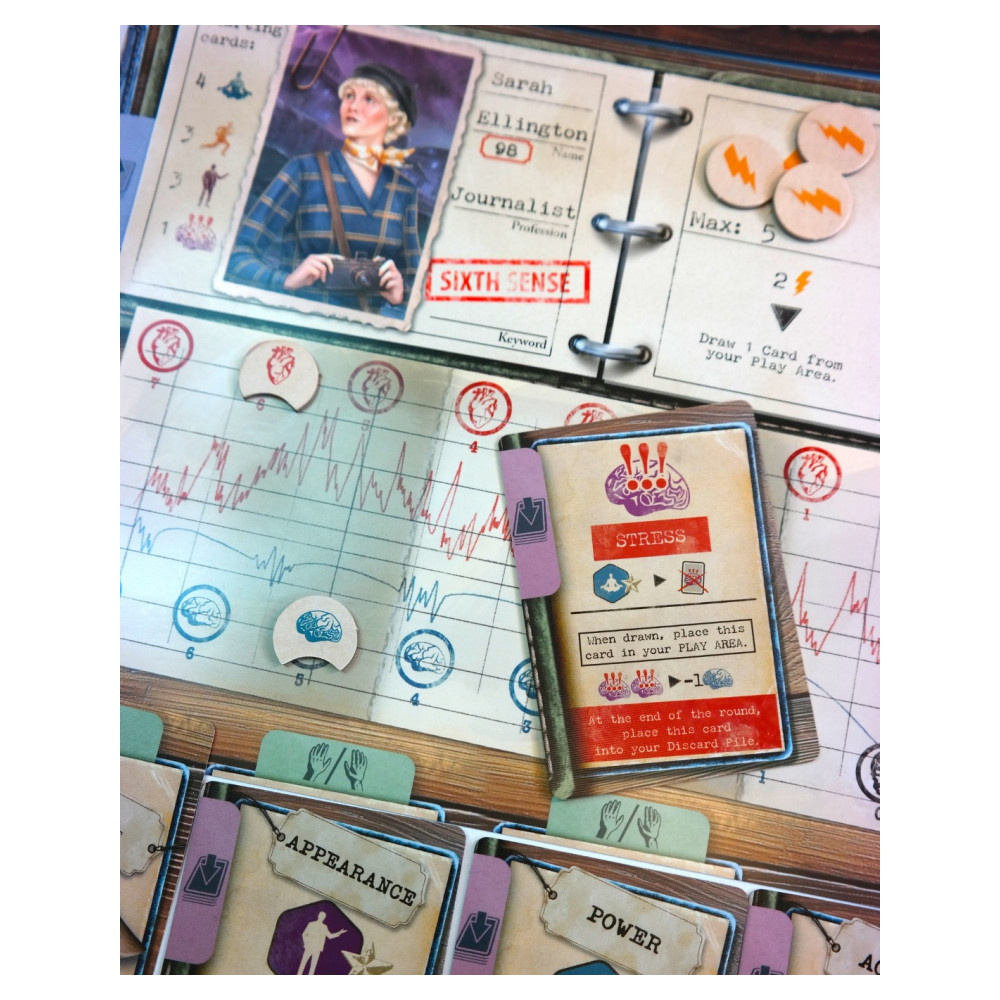 cards:
4
3
3
1
Sarah
Ellington
98
Name
Journalist
Profession
SIXTH SENSE
Keyword
Max: 5
2
Draw 1 Card from
your Play Area.
7
6
5
4
1
STRESS
When drawn, place this
card in your PLAY AREA.
-1
At the end of the round,
place this card
into your Discard Pile.
6
5
4
3
1
APPEARANCE
POWER